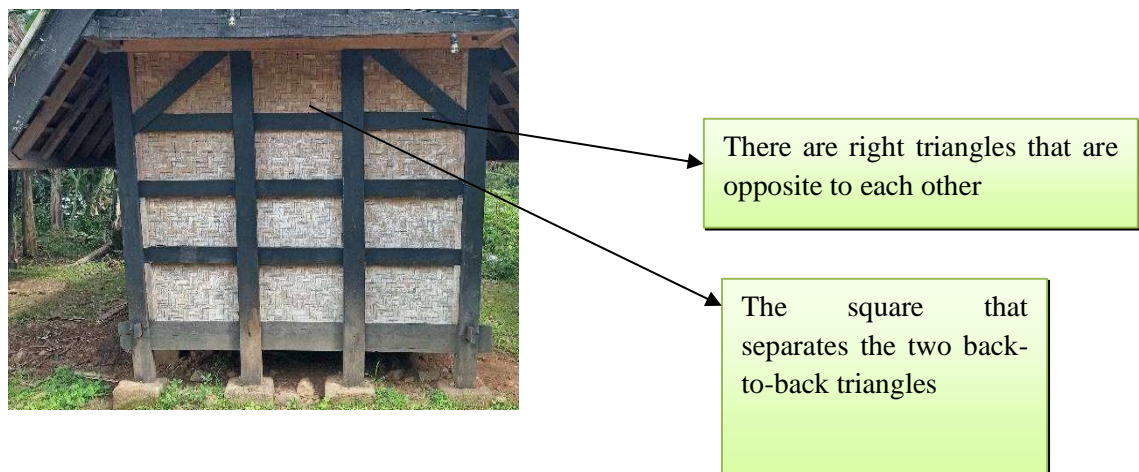 There are right triangles that are
opposite to each other
The square that
separates the two back-
to-back triangles